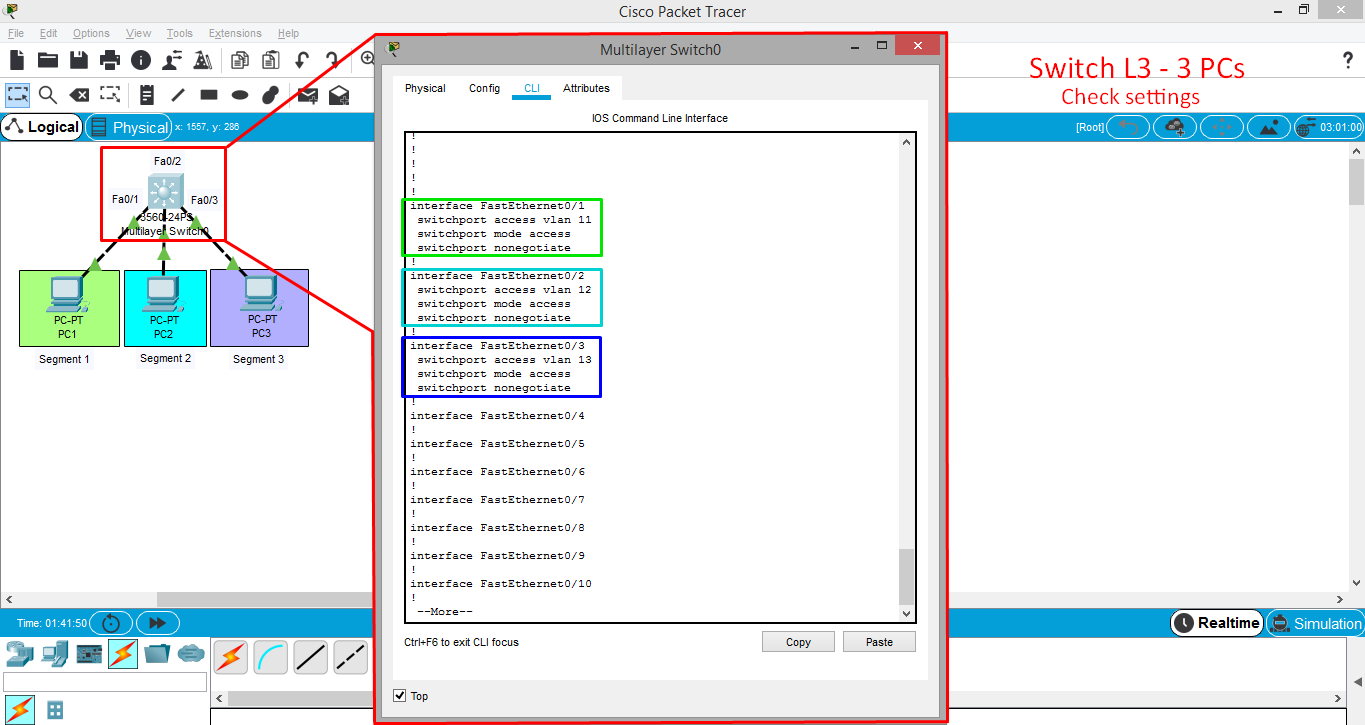 Cisco Packet Tracer
File Edit Options View Tools Extensions Help
Switch L3 - 3 PCs
Check settings
?
Logical
Physical
x: 1557, y: 286
[Root]
03:01:00
Fa0/2
Fa0/1
Fa0/3
3560-24PS
Multilayer Switch0
PC-PT
PC1
PC-PT
PC2
PC-PT
PC3
Segment 1
Segment 2
Segment 3
Multilayer Switch0
Physical Config CLI Attributes
IOS Command Line Interface
!
!
!
!
!
interface FastEthernet0/1
switchport access vlan 11
switchport mode access
switchport nonegotiate
!
interface FastEthernet0/2
switchport access vlan 12
switchport mode access
switchport nonegotiate
!
interface FastEthernet0/3
switchport access vlan 13
switchport mode access
switchport nonegotiate
!
interface FastEthernet0/4
!
interface FastEthernet0/5
!
interface FastEthernet0/6
!
interface FastEthernet0/7
!
interface FastEthernet0/8
!
interface FastEthernet0/9
!
interface FastEthernet0/10
!
--More--
Ctrl+F6 to exit CLI focus
Copy
Paste
Top
Time: 01:41:50
Realtime
Simulation